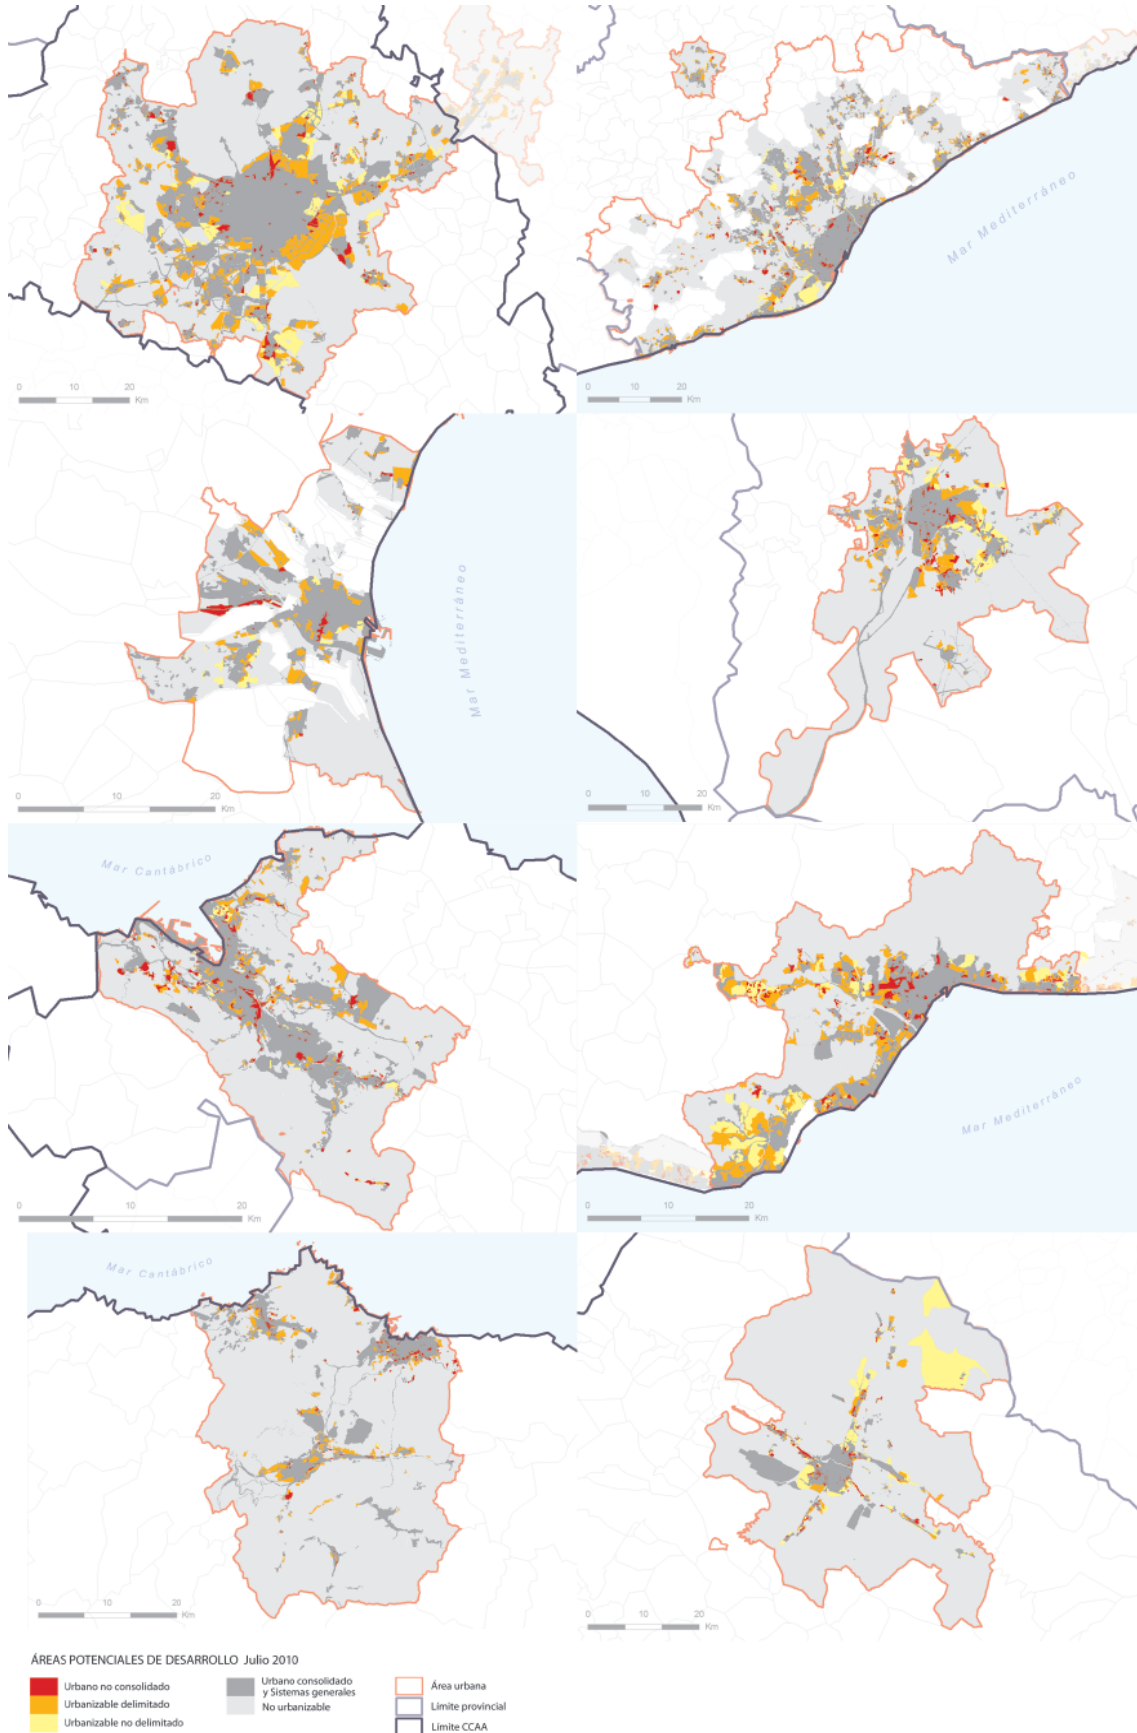 0 10 20
Km
Mar Mediterráneo
0 10 20
Km
Mar Mediterráneo
0 10 20
Km
0 10 20
Km
Mar Cantábrico
0 10 20
Km
Mar Mediterráneo
0 10 20
Km
Mar Cantábrico
0 10 20
Km
0 10 20
Km
ÁREAS POTENCIALES DE DESARROLLO Julio 2010
Urbano no consolidado
Urbanizable delimitado
Urbanizable no delimitado
Urbano consolidado
y Sistemas generales
No urbanizable
Área urbana
Límite provincial
Límite CCAA